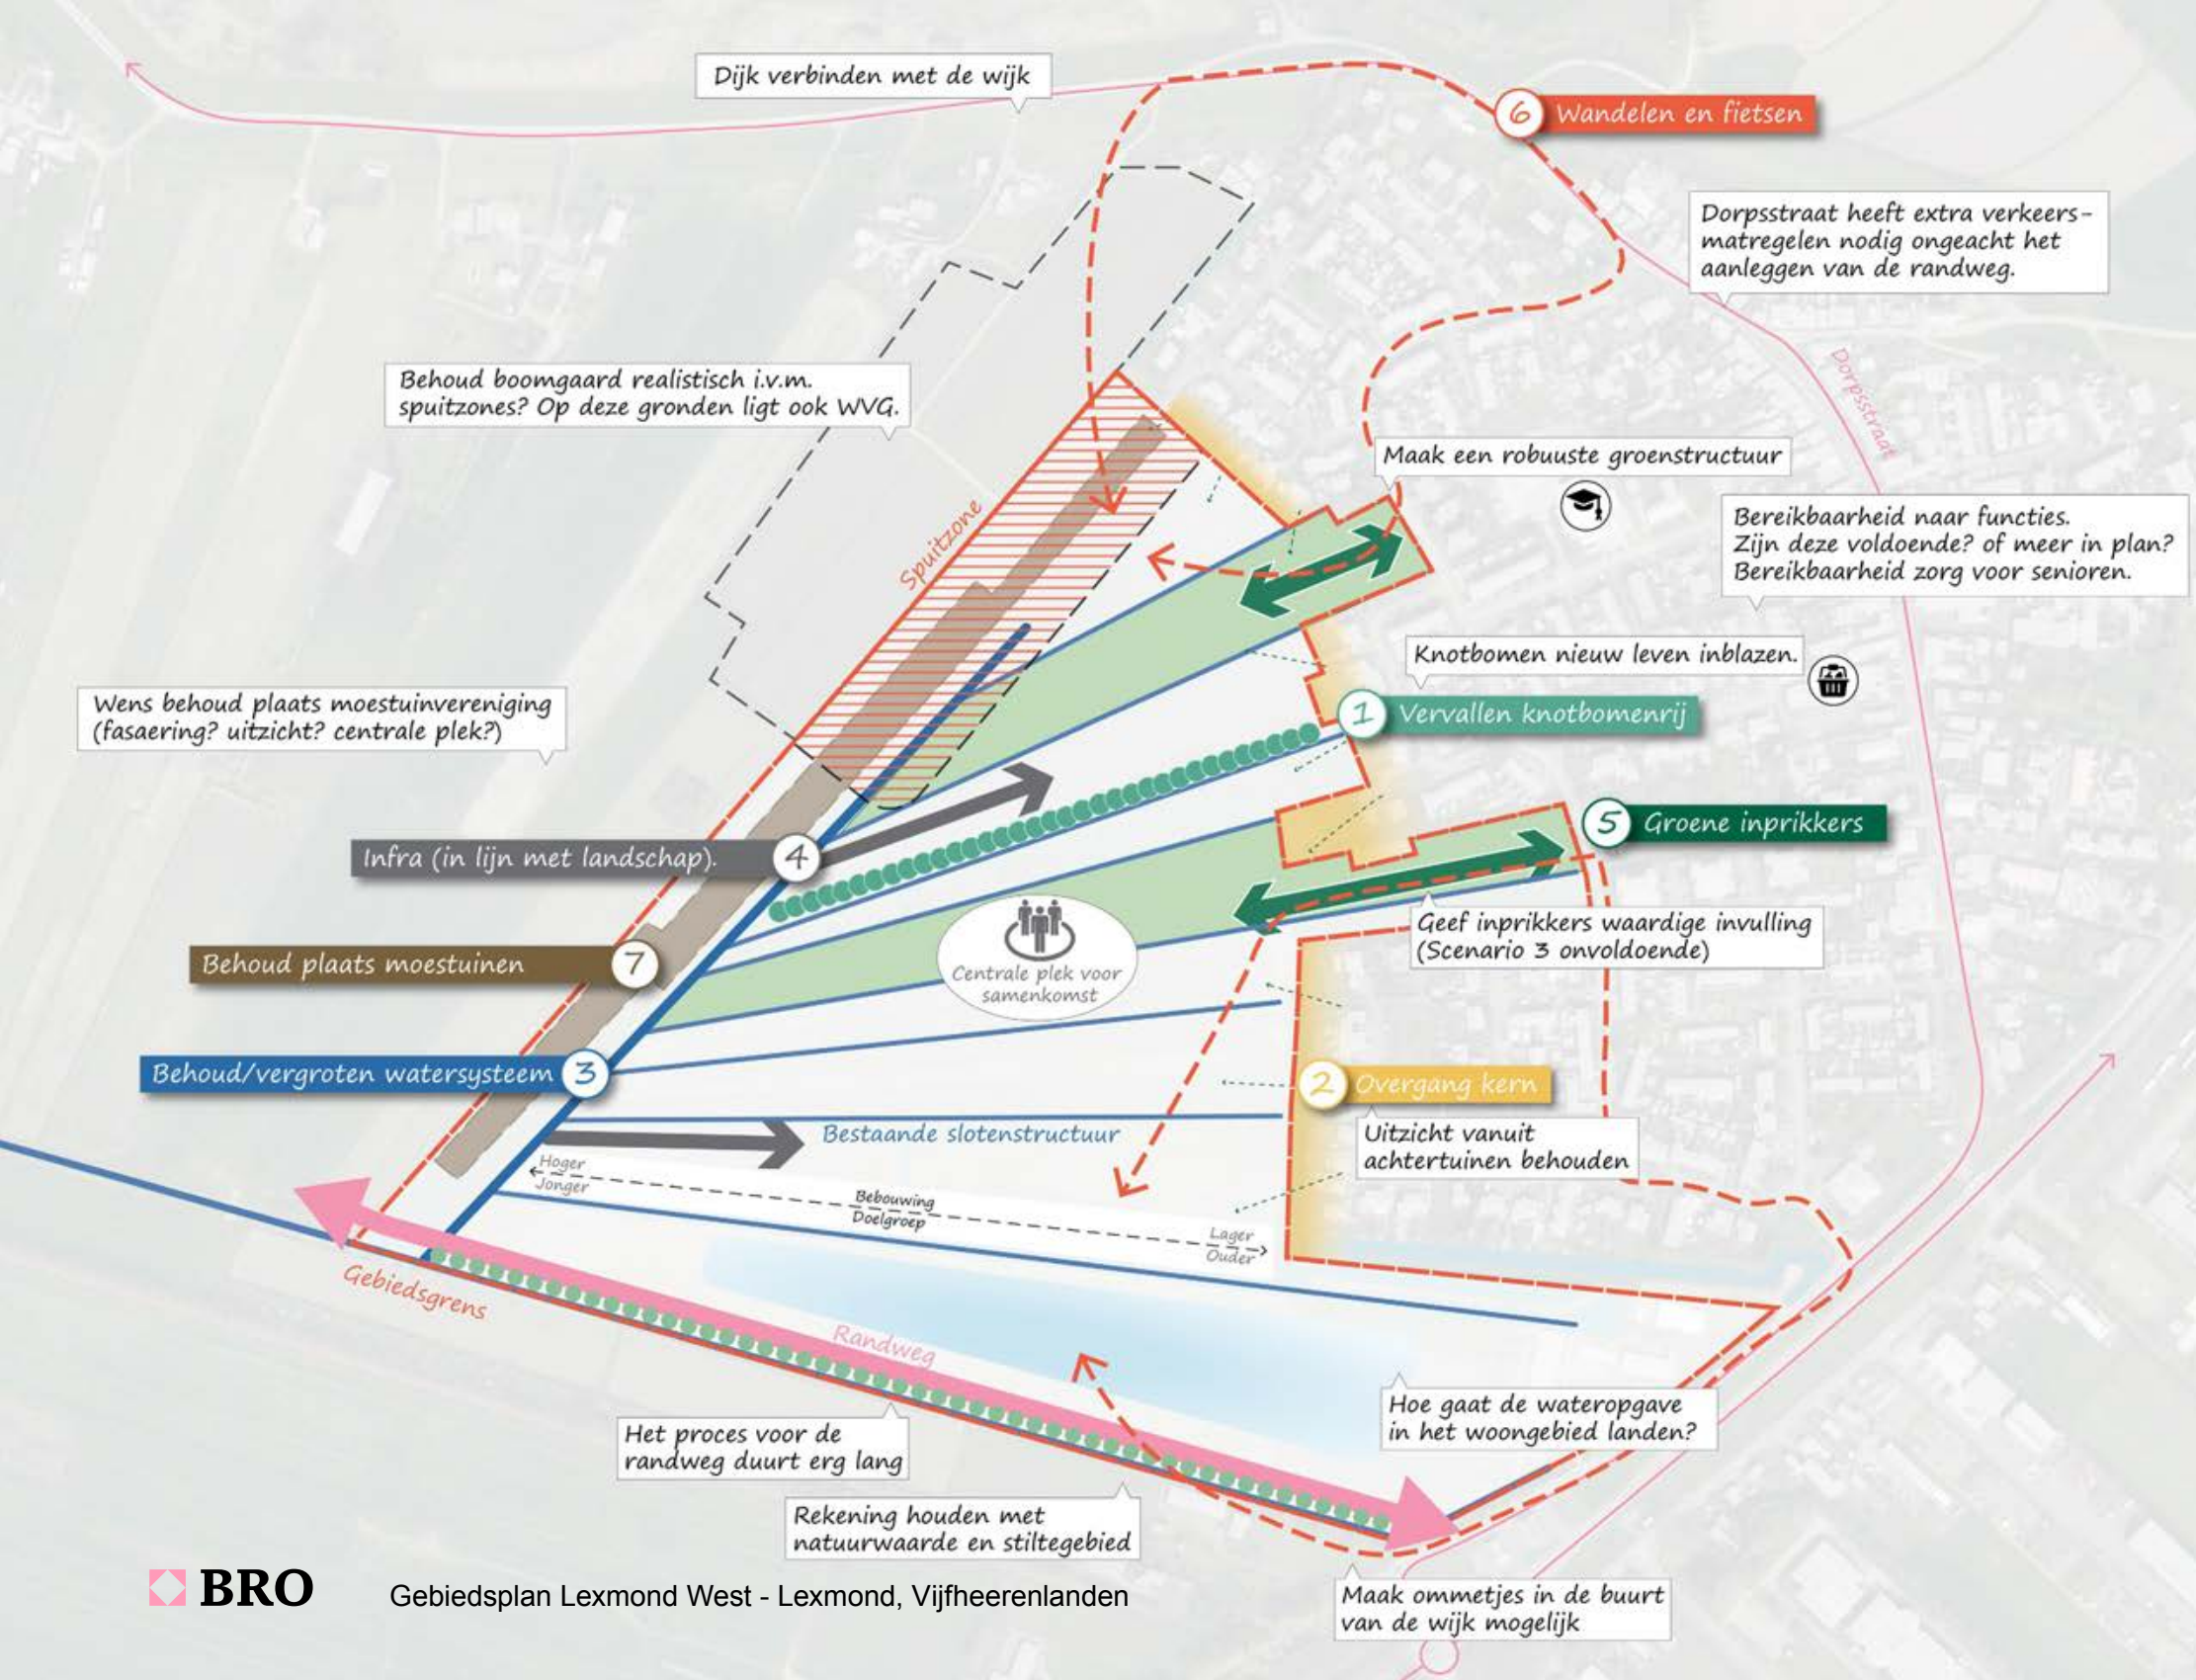 Dijk verbinden met de wijk
6 Wandelen en fietsen
Dorpsstraat heeft extra verkeers-
matregelen nodig ongeacht het
aanleggen van de randweg.
Dorpsstraat
Behoud boomgaard realistisch i.v.m.
spuitzones? Op deze gronden ligt ook WVG.
Maak een robuuste groenstructuur
Spuitzone
Bereikbaarheid naar functies.
Zijn deze voldoende? of meer in plan?
Bereikbaarheid zorg voor senioren.
Knotbomen nieuw leven inblazen.
Wens behoud plaats moestuinvereniging
(fasaering? uitzicht? centrale plek?)
1 Vervallen knotbomenrij
5 Groene inprikkers
Infra (in lijn met landschap). 4
Geef inprikkers waardige invulling
(Scenario 3 onvoldoende)
Behoud plaats moestuinen 7
Centrale plek voor
samenkomst
Behoud/vergroten watersysteem 3
2 Overgang kern
Bestaande slotenstructuur
Uitzicht vanuit
achtertuinen behouden
Hoger
Jonger
Bebouwing
Doelgroep
Lager
Ouder
Gebiedsgrens
Randweg
Hoe gaat de wateropgave
in het woongebied landen?
Het proces voor de
randweg duurt erg lang
Rekening houden met
natuurwaarde en stiltegebied
Maak ommetjes in de buurt
van de wijk mogelijk
BRO
Gebiedsplan Lexmond West - Lexmond, Vijfheerenlanden